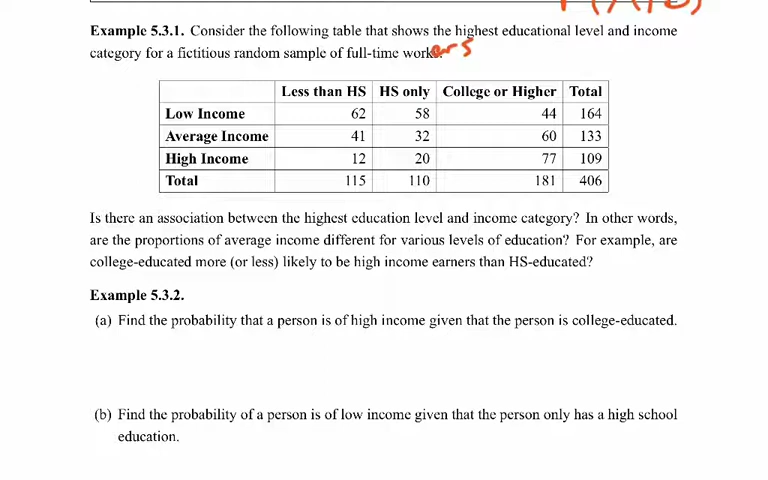 Example 5.3.1. Consider the following table that shows the highest educational level and income
category for a fictitious random sample of full-time workers
Less than HS HS only College or Higher Total
Low Income 62 58 44 164
Average Income 41 32 60 133
High Income 12 20 77 109
Total 115 110 181 406
Is there an association between the highest education level and income category? In other words,
are the proportions of average income different for various levels of education? For example, are
college-educated more (or less) likely to be high income earners than HS-educated?
Example 5.3.2.
(a) Find the probability that a person is of high income given that the person is college-educated.
(b) Find the probability of a person is of low income given that the person only has a high school
education.